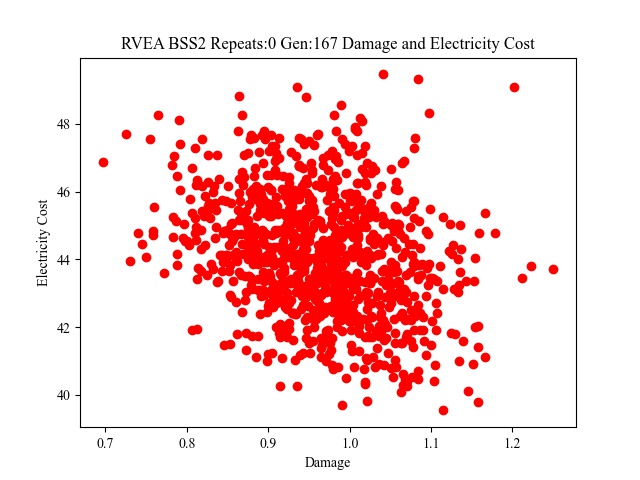 RVEA BSS2 Repeats:0 Gen:167 Damage and Electricity Cost
48
46
44
42
40
Electricity Cost
0.7 0.8 0.9 1.0 1.1 1.2
Damage